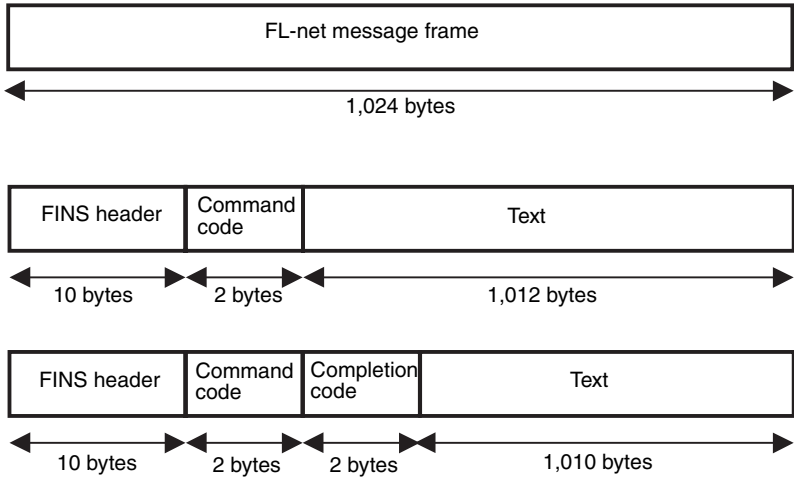 FL-net message frame
1,024 bytes
FINS header
Command
code
Text
10 bytes
2 bytes
1,012 bytes
FINS header
Command
code
Completion
code
Text
10 bytes
2 bytes
2 bytes
1,010 bytes